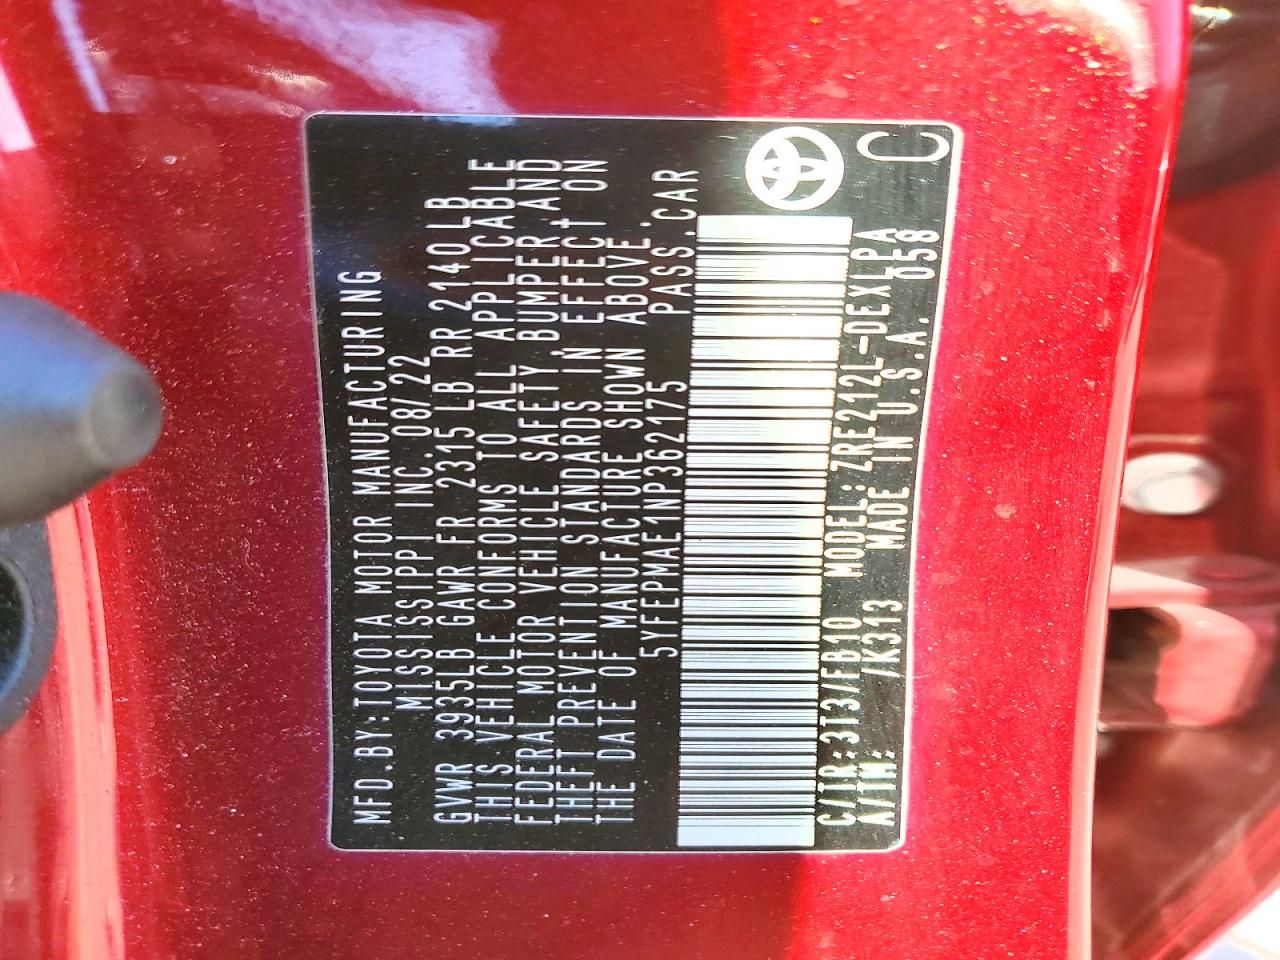 MFD.BY:TOYOTA MOTOR MANUFACTURING
MISSISSIPPI INC. 08/22
GVWR 3935LB GAWR FR 2315LB RR 2140LB
THIS VEHICLE CONFORMS TO ALL APPLICABLE
FEDERAL MOTOR VEHICLE SAFETY, BUMPER, AND
THEFT PREVENTION STANDARDS IN EFFECT ON
THE DATE OF MANUFACTURE SHOWN ABOVE.
5YFEPMAE1NP362175 PASS.CAR
C/TR:3T3/FB10 MODEL:ZRE212L-DEXLPA
A/TM: /K313 MADE IN U.S.A. 058
C